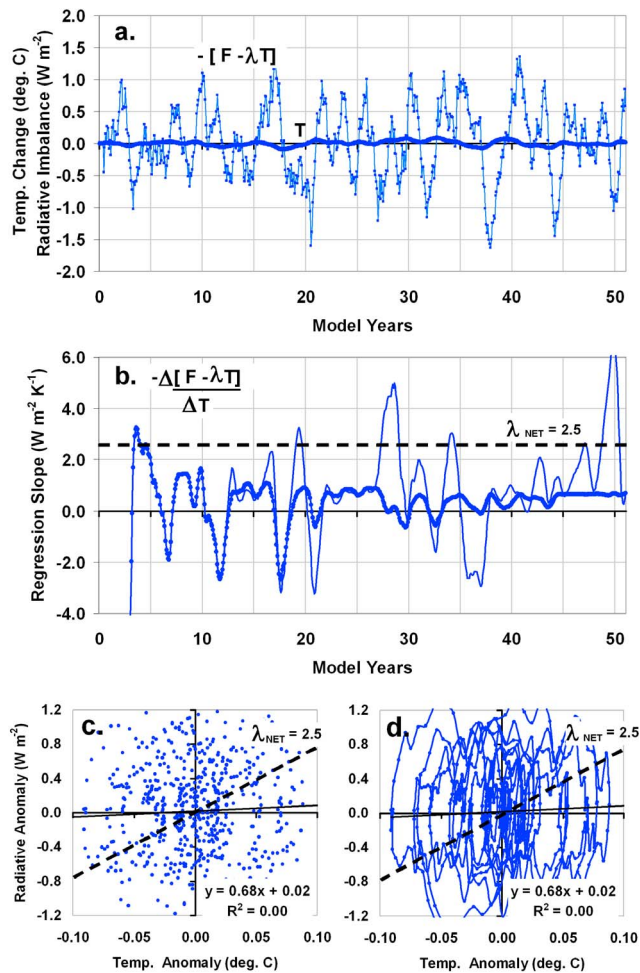 a.
- [ F - λT]
T
Temp. Change (deg. C)
Radiative Imbalance (W m-2)
2.0
1.5
1.0
0.5
0.0
-0.5
-1.0
-1.5
-2.0
0 10 20 30 40 50
Model Years
b.
-Δ[ F - λT]
ΔT
λ NET = 2.5
Regression Slope (W m-2 K-1)
6.0
4.0
2.0
0.0
-2.0
-4.0
0 10 20 30 40 50
Model Years
c.
λNET = 2.5
Radiative Anomaly (W m-2)
1.2
0.8
0.4
0.0
-0.4
-0.8
-1.2
y = 0.68x + 0.02
R2 = 0.00
-0.10 -0.05 0.00 0.05 0.10
Temp. Anomaly (deg. C)
d.
λNET = 2.5
1.2
0.8
0.4
0.0
-0.4
-0.8
-1.2
y = 0.68x + 0.02
R2 = 0.00
-0.10 -0.05 0.00 0.05 0.10
Temp. Anomaly (deg. C)